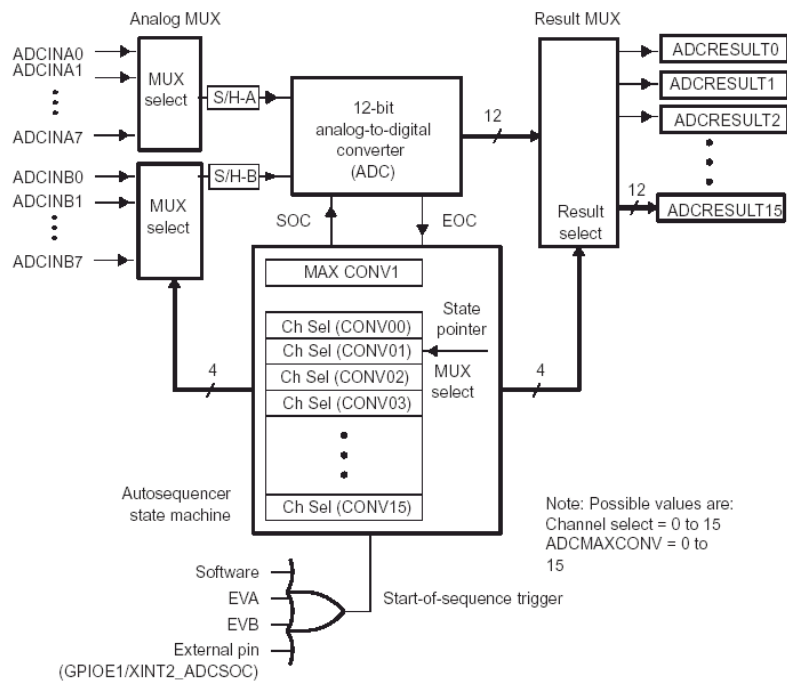 Analog MUX
Result MUX
ADCINA0
ADCINA1
ADCINA7
MUX
select
S/H-A
12-bit
analog-to-digital
converter
(ADC)
12
ADCRESULT0
ADCRESULT1
ADCRESULT2
12
ADCRESULT15
Result
select
ADCINB0
ADCINB1
ADCINB7
MUX
select
S/H-B
SOC
EOC
MAX CONV1
Ch Sel (CONV00)
Ch Sel (CONV01)
Ch Sel (CONV02)
Ch Sel (CONV03)
Ch Sel (CONV15)
State
pointer
MUX
select
4
4
Autosequencer
state machine
Note: Possible values are:
Channel select = 0 to 15
ADCMAXCONV = 0 to
15
Software
EVA
EVB
External pin
(GPIOE1/XINT2_ADCSOC)
Start-of-sequence trigger